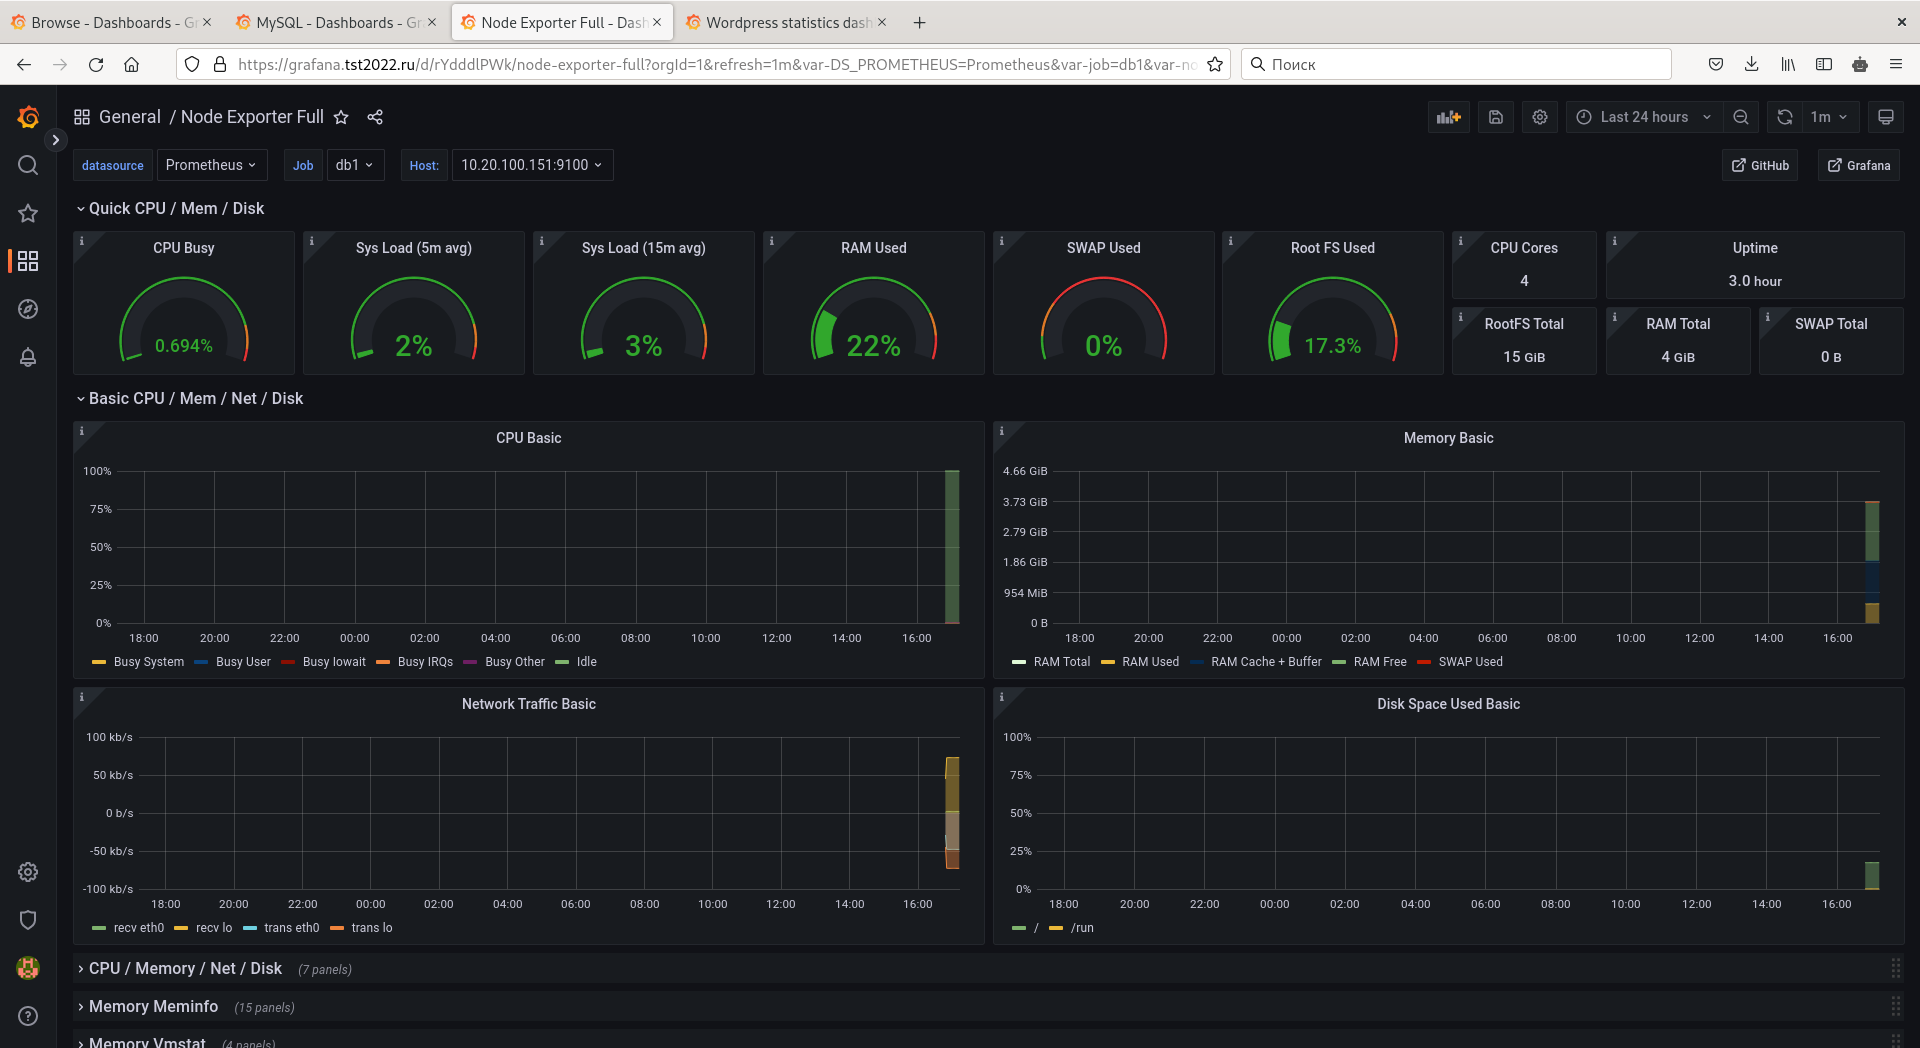 Browse - Dashboards - Gr
MySQL - Dashboards - Gr
Node Exporter Full - Dash
Wordpress statistics dash
https://grafana.tst2022.ru/d/rYdddlPWk/node-exporter-full?orgId=1&refresh=1m&var-DS_PROMETHEUS=Prometheus&var-job=db1&var-no
Поиск
General / Node Exporter Full
Last 24 hours
1m
datasource Prometheus Job db1 Host: 10.20.100.151:9100
GitHub Grafana
Quick CPU / Mem / Disk
CPU Busy
0.694%
Sys Load (5m avg)
2%
Sys Load (15m avg)
3%
RAM Used
22%
SWAP Used
0%
Root FS Used
17.3%
CPU Cores
4
Uptime
3.0 hour
RootFS Total
15 GiB
RAM Total
4 GiB
SWAP Total
0 B
Basic CPU / Mem / Net / Disk
CPU Basic
100%
75%
50%
25%
0%
18:00 20:00 22:00 00:00 02:00 04:00 06:00 08:00 10:00 12:00 14:00 16:00
Busy System Busy User Busy Iowait Busy IRQs Busy Other Idle
Memory Basic
4.66 GiB
3.73 GiB
2.79 GiB
1.86 GiB
954 MiB
0 B
18:00 20:00 22:00 00:00 02:00 04:00 06:00 08:00 10:00 12:00 14:00 16:00
RAM Total RAM Used RAM Cache + Buffer RAM Free SWAP Used
Network Traffic Basic
100 kb/s
50 kb/s
0 b/s
-50 kb/s
-100 kb/s
18:00 20:00 22:00 00:00 02:00 04:00 06:00 08:00 10:00 12:00 14:00 16:00
recv eth0 recv lo trans eth0 trans lo
Disk Space Used Basic
100%
75%
50%
25%
0%
18:00 20:00 22:00 00:00 02:00 04:00 06:00 08:00 10:00 12:00 14:00 16:00
/ /run
CPU / Memory / Net / Disk (7 panels)
Memory Meminfo (15 panels)
Memory Vmstat (4 panels)